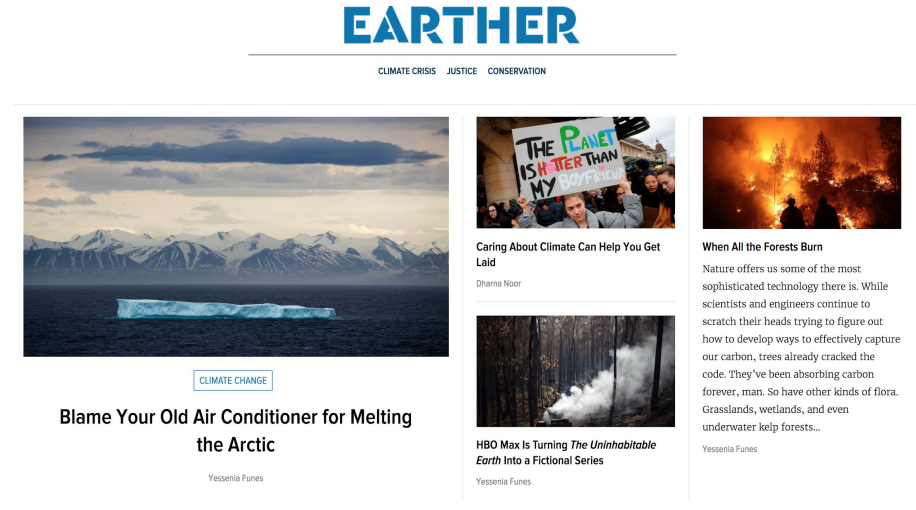 EARTHER
CLIMATE CRISIS JUSTICE CONSERVATION
CLIMATE CHANGE
Blame Your Old Air Conditioner for Melting
the Arctic
Yessenia Funes
THE PLANET
IS HOTTER THAN
MY BOYFRIEND
Caring About Climate Can Help You Get
Laid
Dharna Noor
HBO Max Is Turning The Uninhabitable
Earth Into a Fictional Series
Yessenia Funes
When All the Forests Burn
Nature offers us some of the most
sophisticated technology there is. While
scientists and engineers continue to
scratch their heads trying to figure out
how to develop ways to effectively capture
our carbon, trees already cracked the
code. They’ve been absorbing carbon
forever, man. So have other kinds of flora.
Grasslands, wetlands, and even
underwater kelp forests...
Yessenia Funes